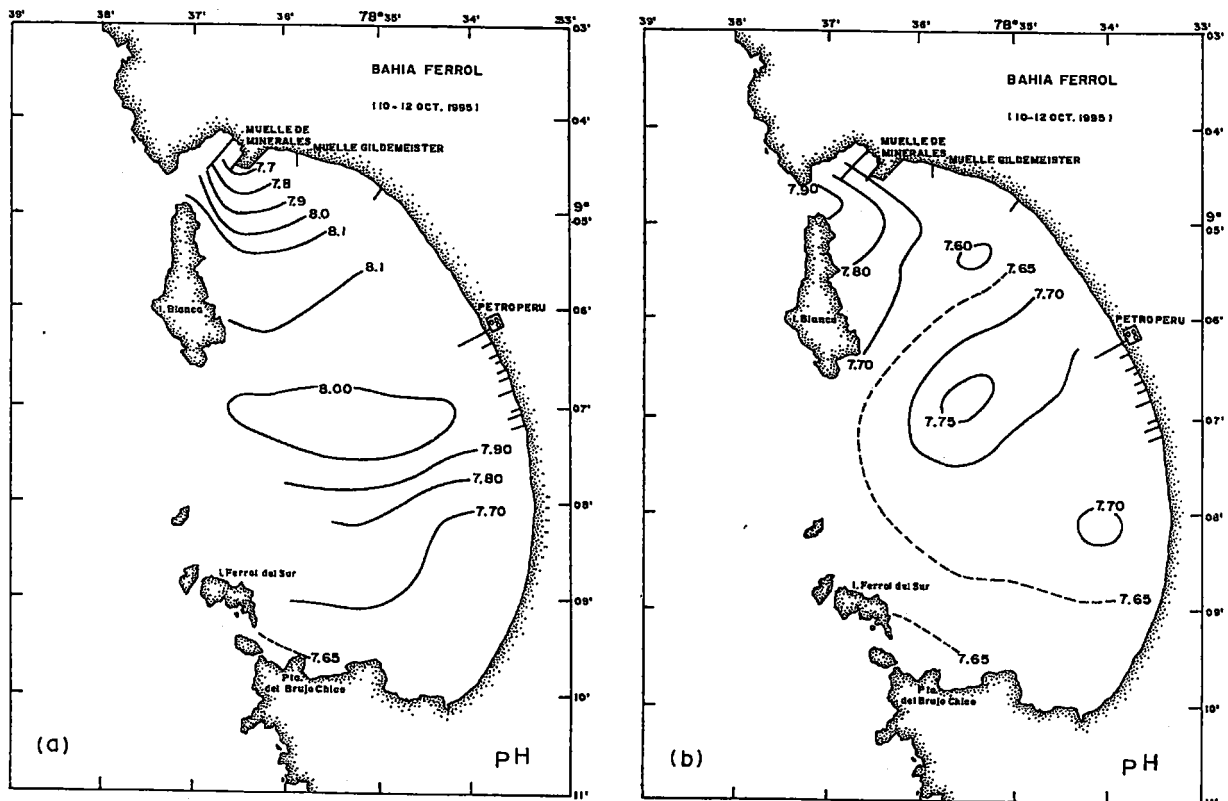 39' 38' 37' 36' 78°35' 34' 33'
BAHIA FERROL
(10-12 OCT. 1995)
MUELLE DE
MINERALES
MUELLE GILDEMEISTER
7.7
7.8
7.9
8.0
8.1
8.1
I. Blanca
PETROPERU
8.00
7.90
7.80
7.70
I. Ferrol del Sur
7.65
Pta.
del Brujo Chico
(a)
PH
03'
04'
9°
05'
06'
07'
08'
09'
10'
11'
39' 38' 37' 36' 78°35' 34' 33'
BAHIA FERROL
(10-12 OCT. 1995)
MUELLE DE
MINERALES
MUELLE GILDEMEISTER
7.90
7.60
7.80
7.65
7.70
I. Blanca
PETROPERU
7.70
7.75
7.70
I. Ferrol del Sur
7.65
7.65
Pta.
del Brujo Chico
(b)
PH
03'
04'
9°
05'
06'
07'
08'
09'
10'